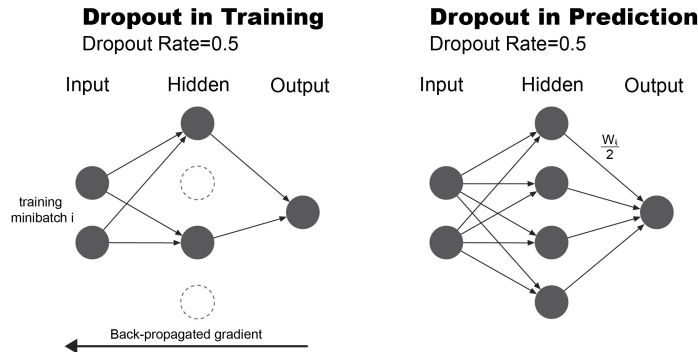 Dropout in Training
Dropout Rate=0.5
Input Hidden Output
training
minibatch i
Back-propagated gradient
Dropout in Prediction
Dropout Rate=0.5
Input Hidden Output
Wi
2